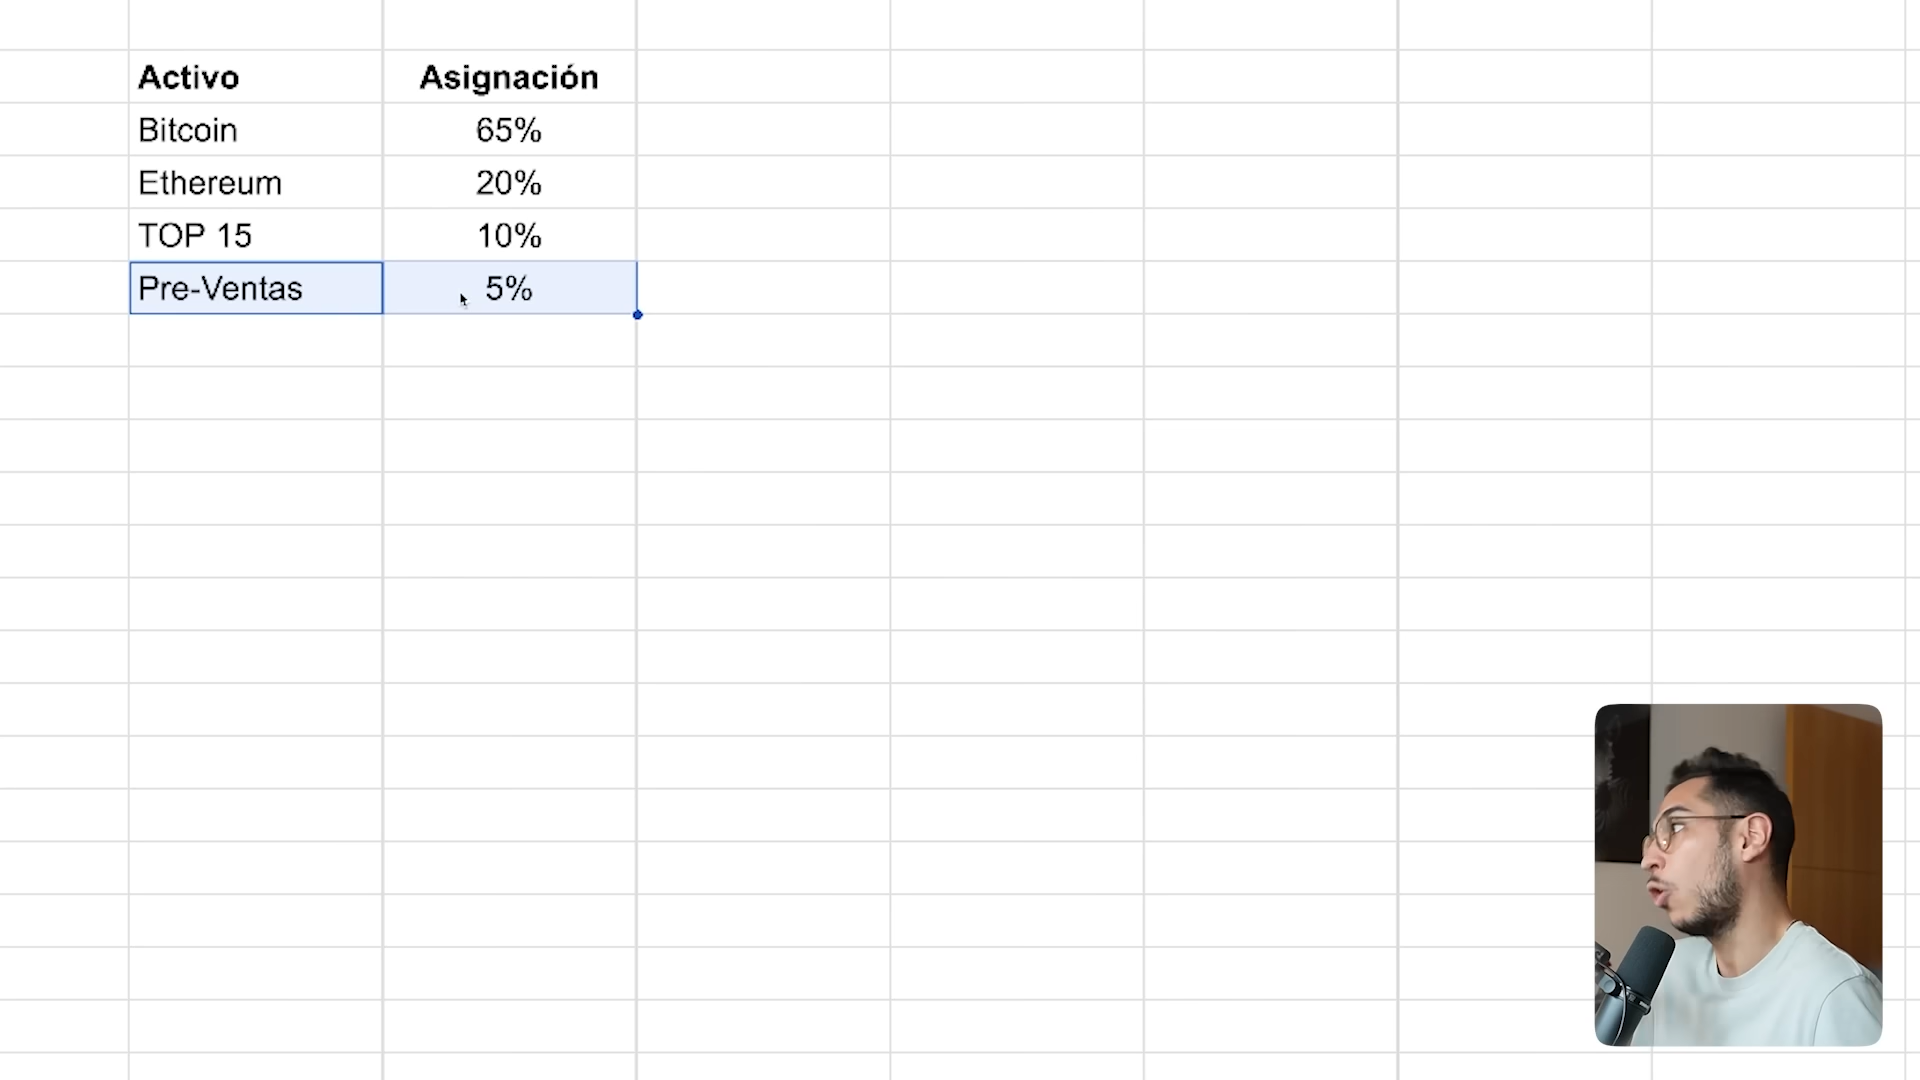 Activo Asignación
Bitcoin 65%
Ethereum 20%
TOP 15 10%
Pre-Ventas 5%